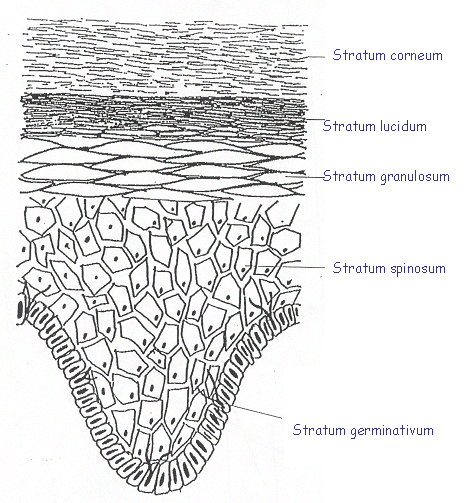 Stratum corneum
Stratum lucidum
Stratum granulosum
Stratum spinosum
Stratum germinativum